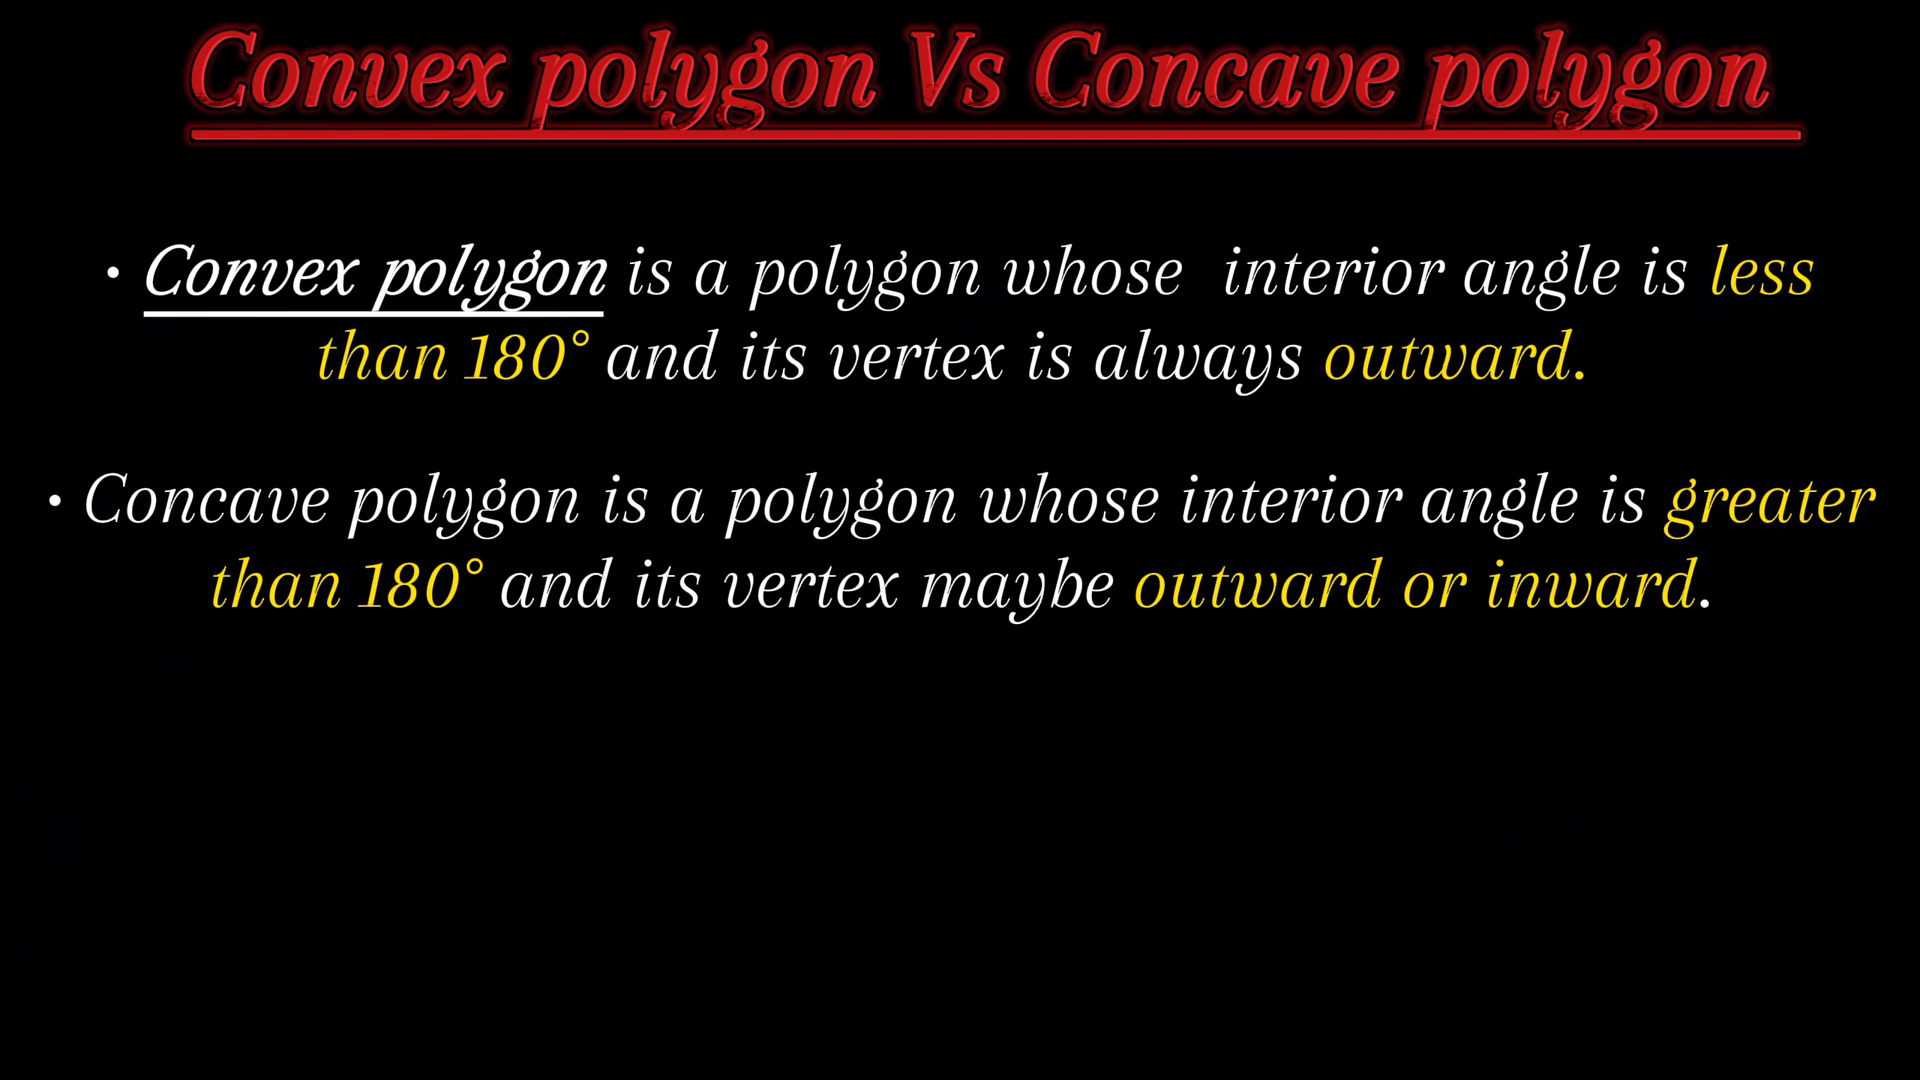 Convex polygon Vs Concave polygon
• Convex polygon is a polygon whose interior angle is less
than 180° and its vertex is always outward.
• Concave polygon is a polygon whose interior angle is greater
than 180° and its vertex maybe outward or inward.